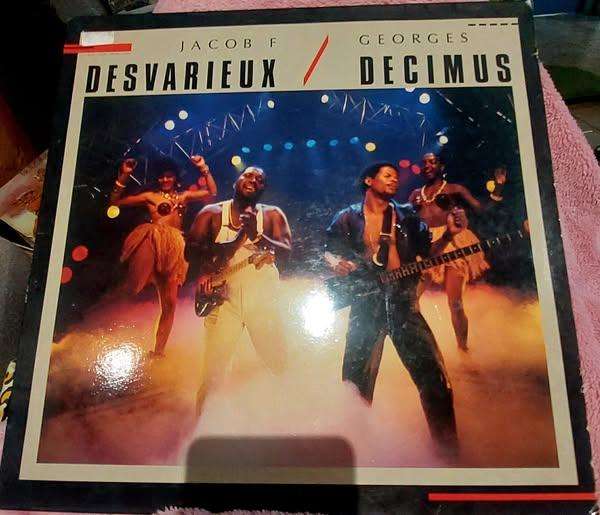 JACOB F / GEORGES
DESVARIEUX / DECIMUS